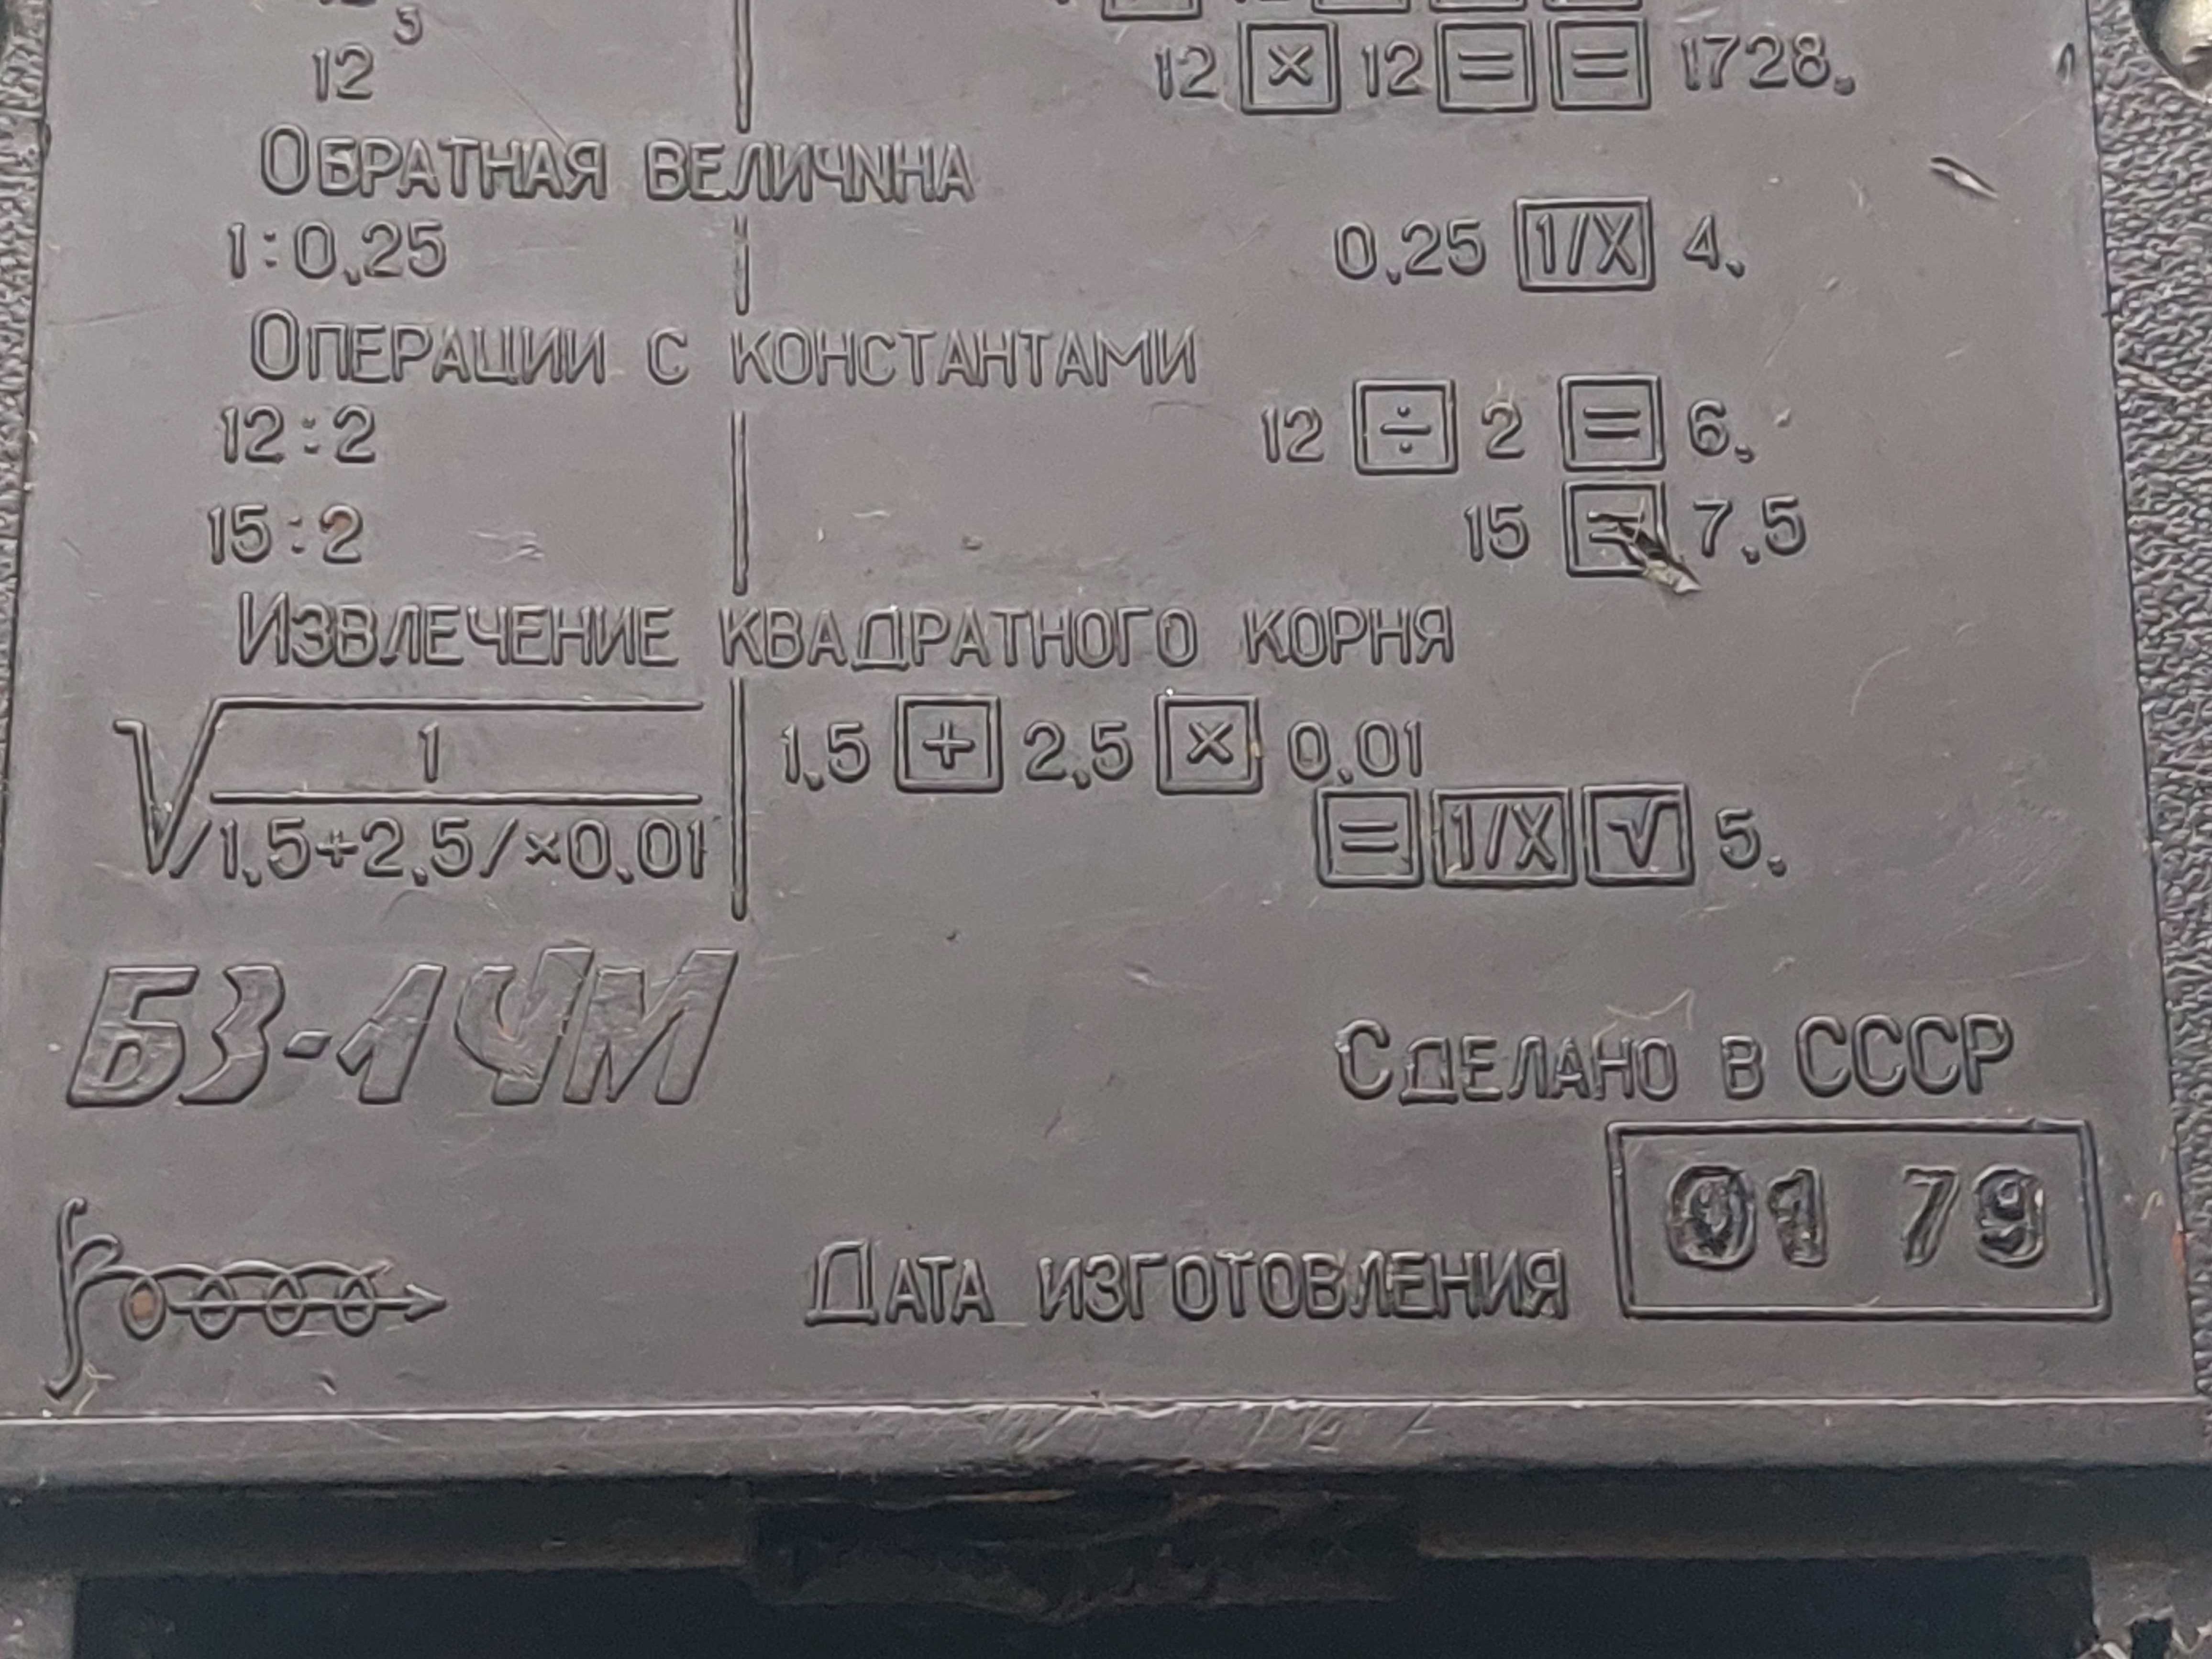 12³
12 × 12 = = 1728.
Обратная величина
1:0,25 0,25 1/X 4.
Операции с константами
12:2 12 ÷ 2 = 6.
15:2 15 = 7,5
Извлечение квадратного корня
√ 1 1,5 + 2,5 × 0,01
/1,5+2,5/×0,01 = 1/X √ 5.
Б3-14М
Сделано в СССР
01 79
Дата изготовления